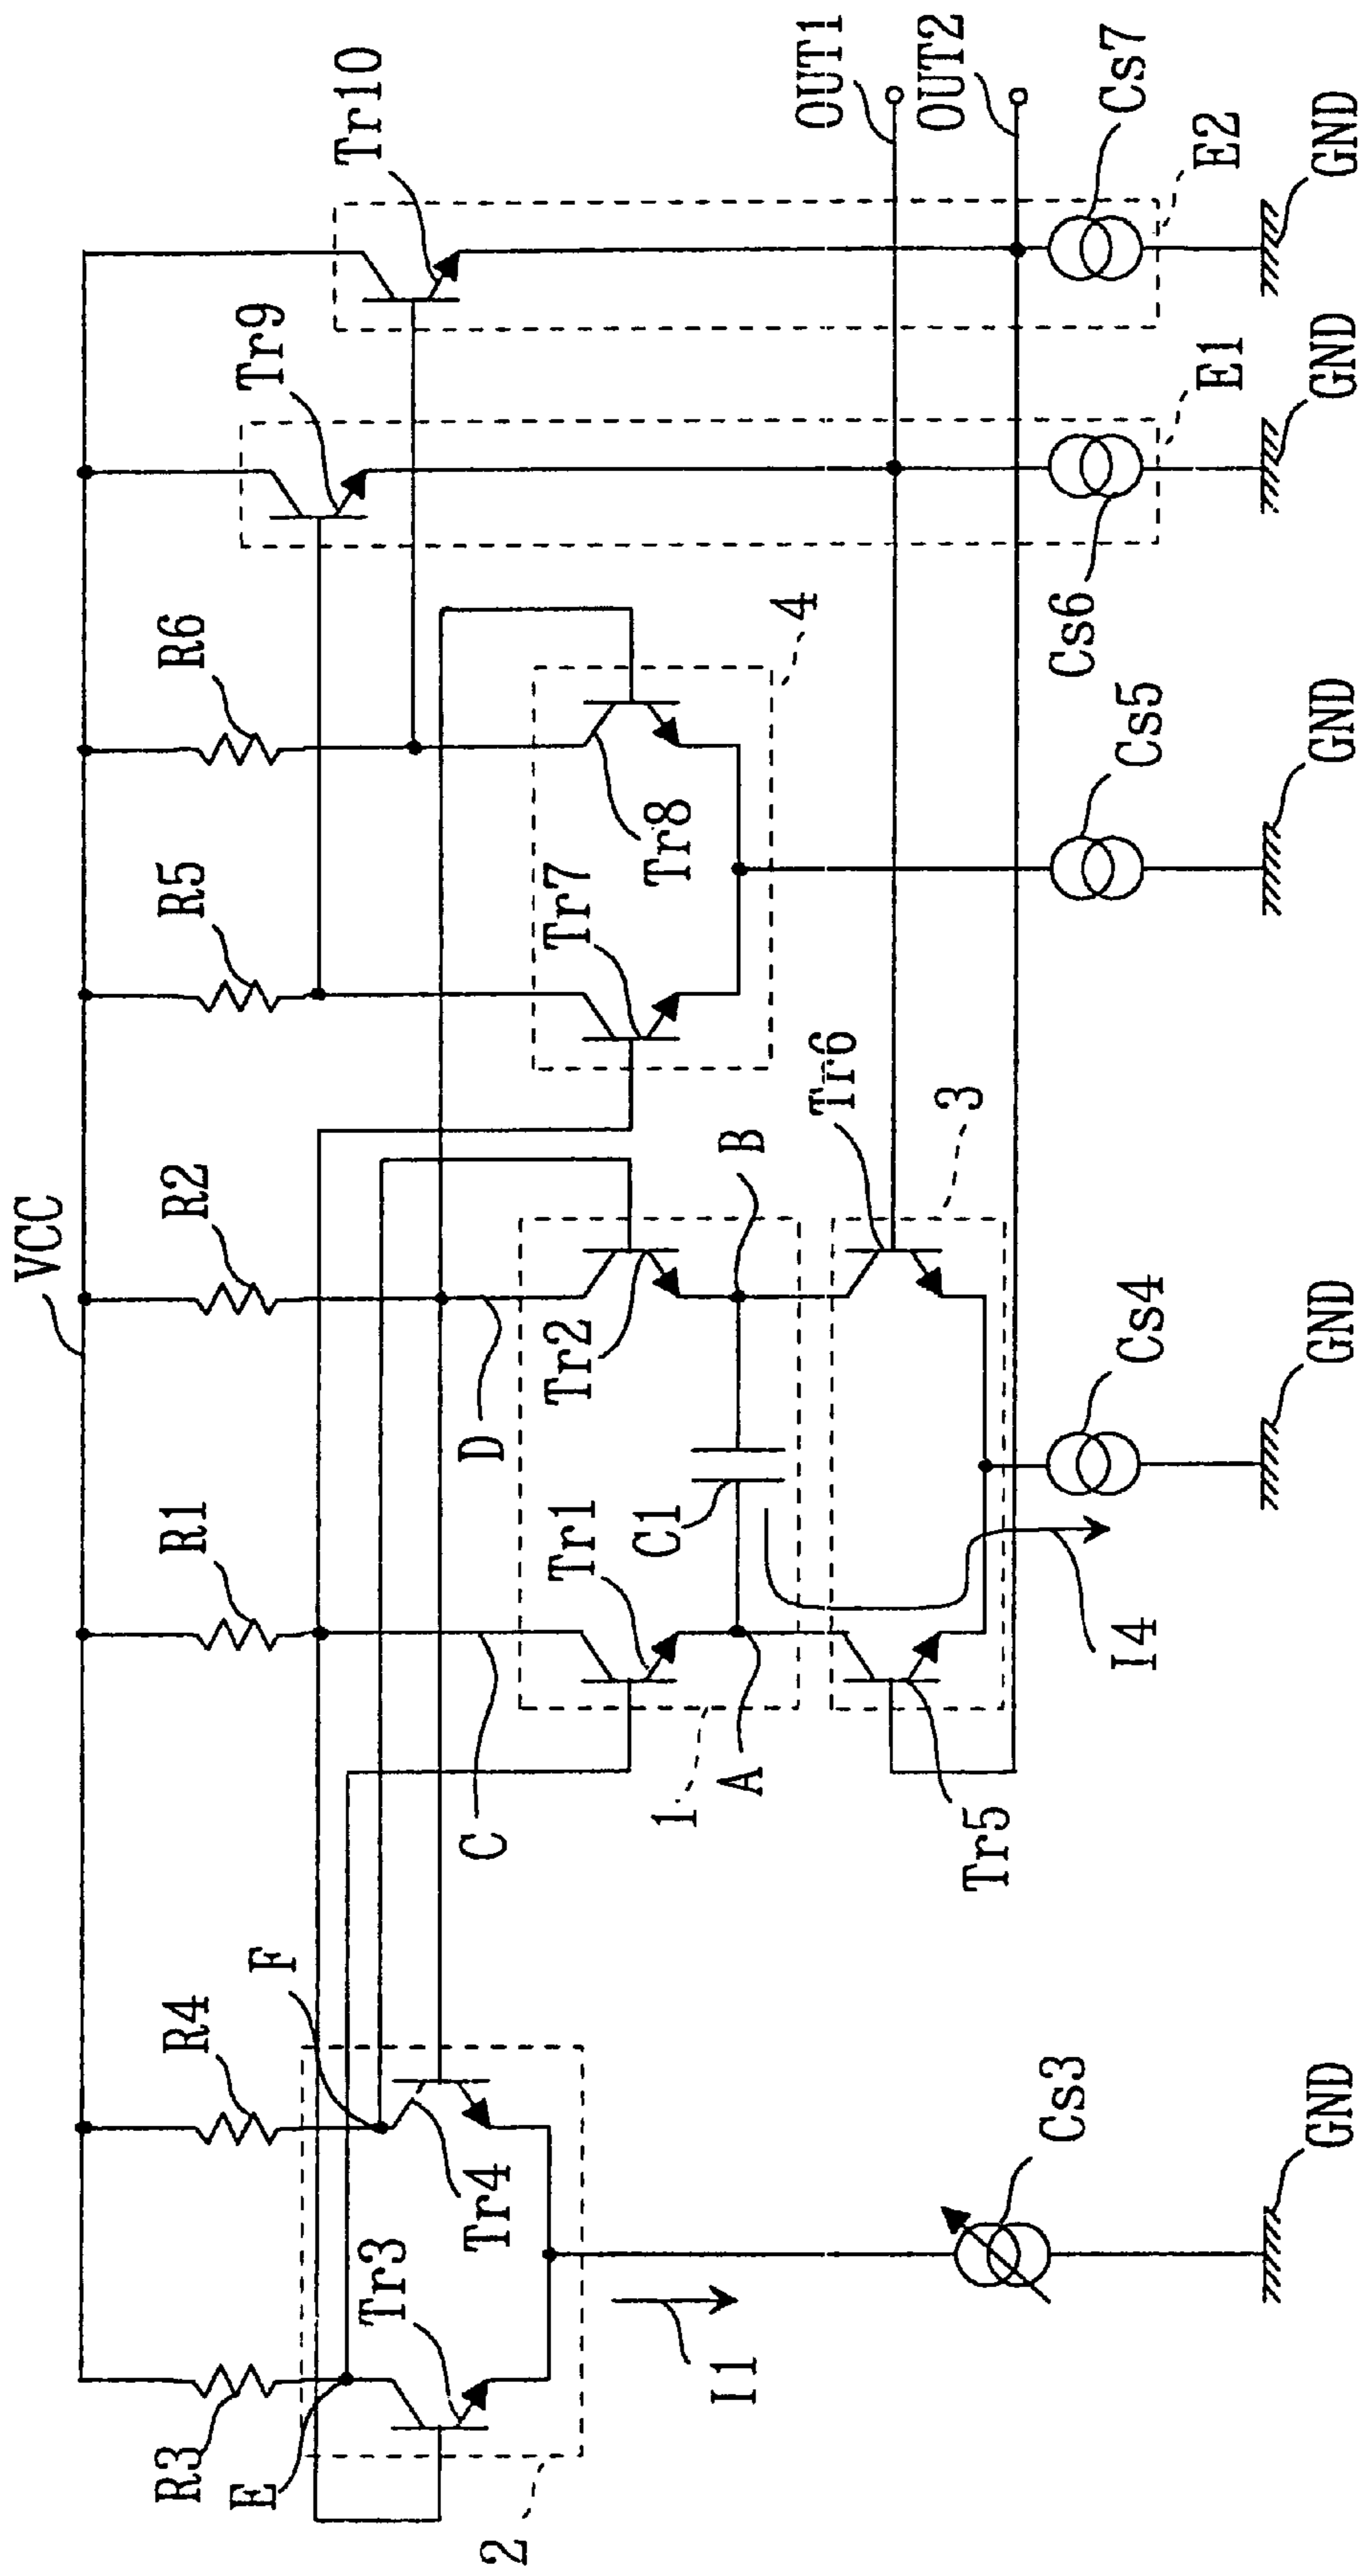 VCC
R3
R4
R1
R2
R5
R6
Tr10
Tr9
E
F
C
D
Tr3
Tr4
2
Tr1
Tr2
C1
1
A
B
Tr7
Tr8
4
Tr5
Tr6
3
OUT1
OUT2
I1
I4
Cs3
Cs4
Cs5
Cs6
Cs7
E1
E2
GND
GND
GND
GND
GND